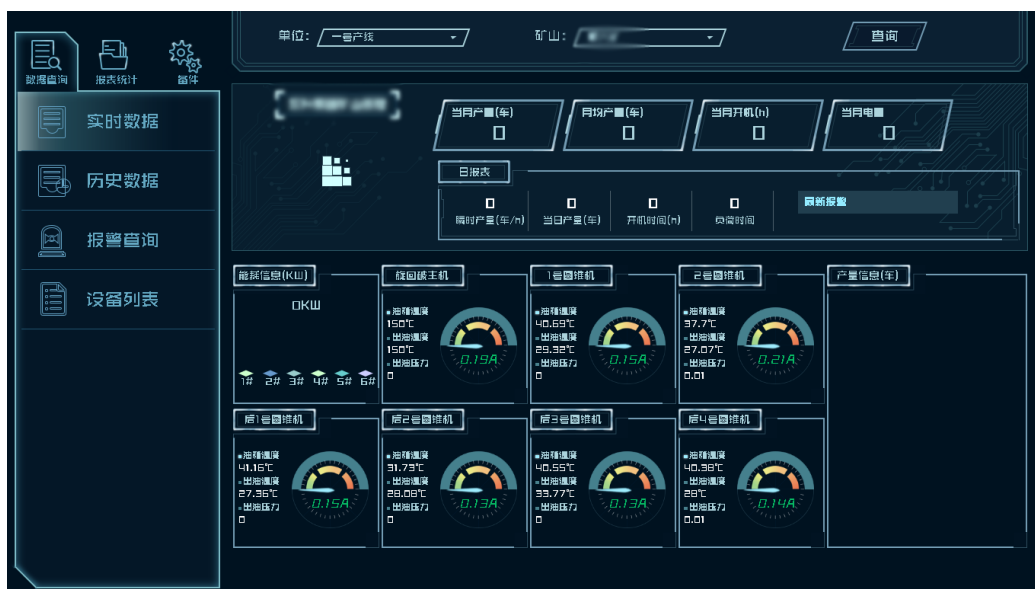 单位： 一号产线
矿山：
查询
数据查询 报表统计 备件
实时数据
历史数据
报警查询
设备列表
当月产量(车) 月均产量(车) 当月开机(h) 当月电量
0 0 0 0
日报表
0 0 0 0
瞬时产量(车/h) 当日产量(车) 开机时间(h) 负荷时间
最新报警
能耗信息(KW)
0KW
1# 2# 3# 4# 5# 6#
旋回破主机
油箱温度
150℃
出油温度
150℃
出油压力
0
0.19A
1号圆锥机
油箱温度
40.69℃
出油温度
29.32℃
出油压力
0
0.15A
2号圆锥机
油箱温度
37.7℃
出油温度
27.07℃
出油压力
0.01
0.21A
产量信息(车)
后1号圆锥机
油箱温度
41.16℃
出油温度
27.36℃
出油压力
0
0.15A
后2号圆锥机
油箱温度
31.73℃
出油温度
28.08℃
出油压力
0
0.13A
后3号圆锥机
油箱温度
40.55℃
出油温度
33.77℃
出油压力
0
0.13A
后4号圆锥机
油箱温度
40.38℃
出油温度
28℃
出油压力
0.01
0.14A